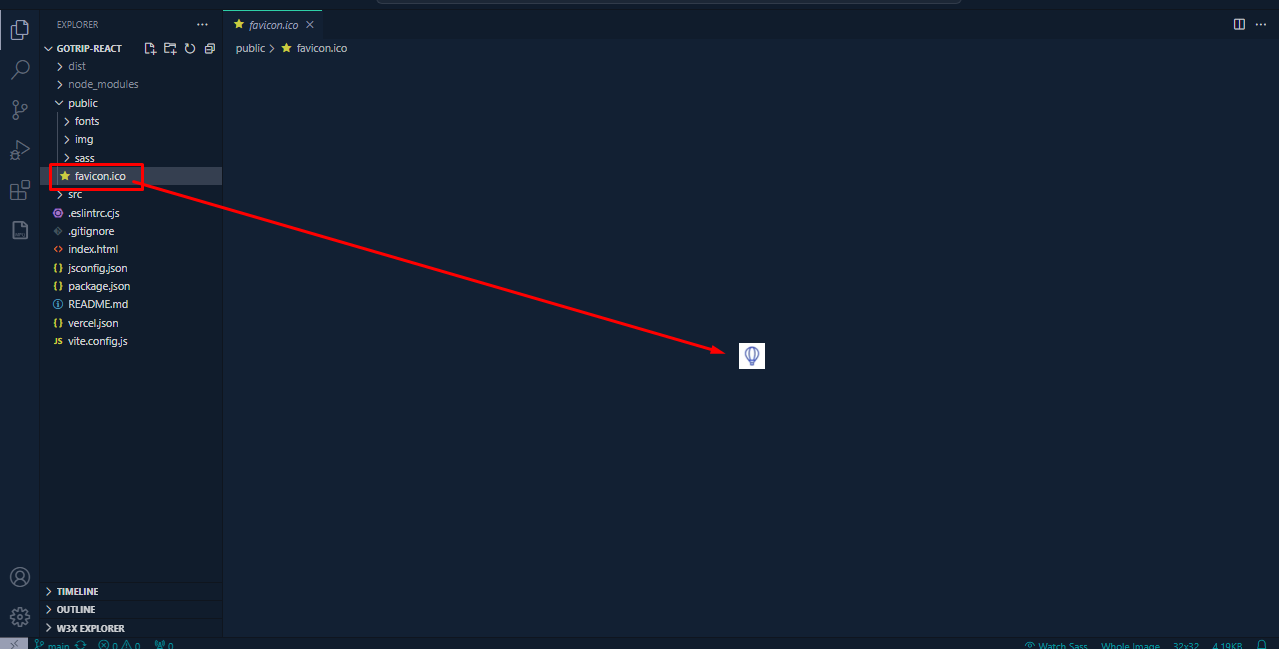 EXPLORER
favicon.ico
GOTRIP-REACT
public > favicon.ico
dist
node_modules
public
fonts
img
sass
favicon.ico
src
.eslintrc.cjs
.gitignore
index.html
jsconfig.json
package.json
README.md
vercel.json
JS vite.config.js
TIMELINE
OUTLINE
W3X EXPLORER
main 0 0 0 Watch Sass Whole Image 32x32 4.19KB